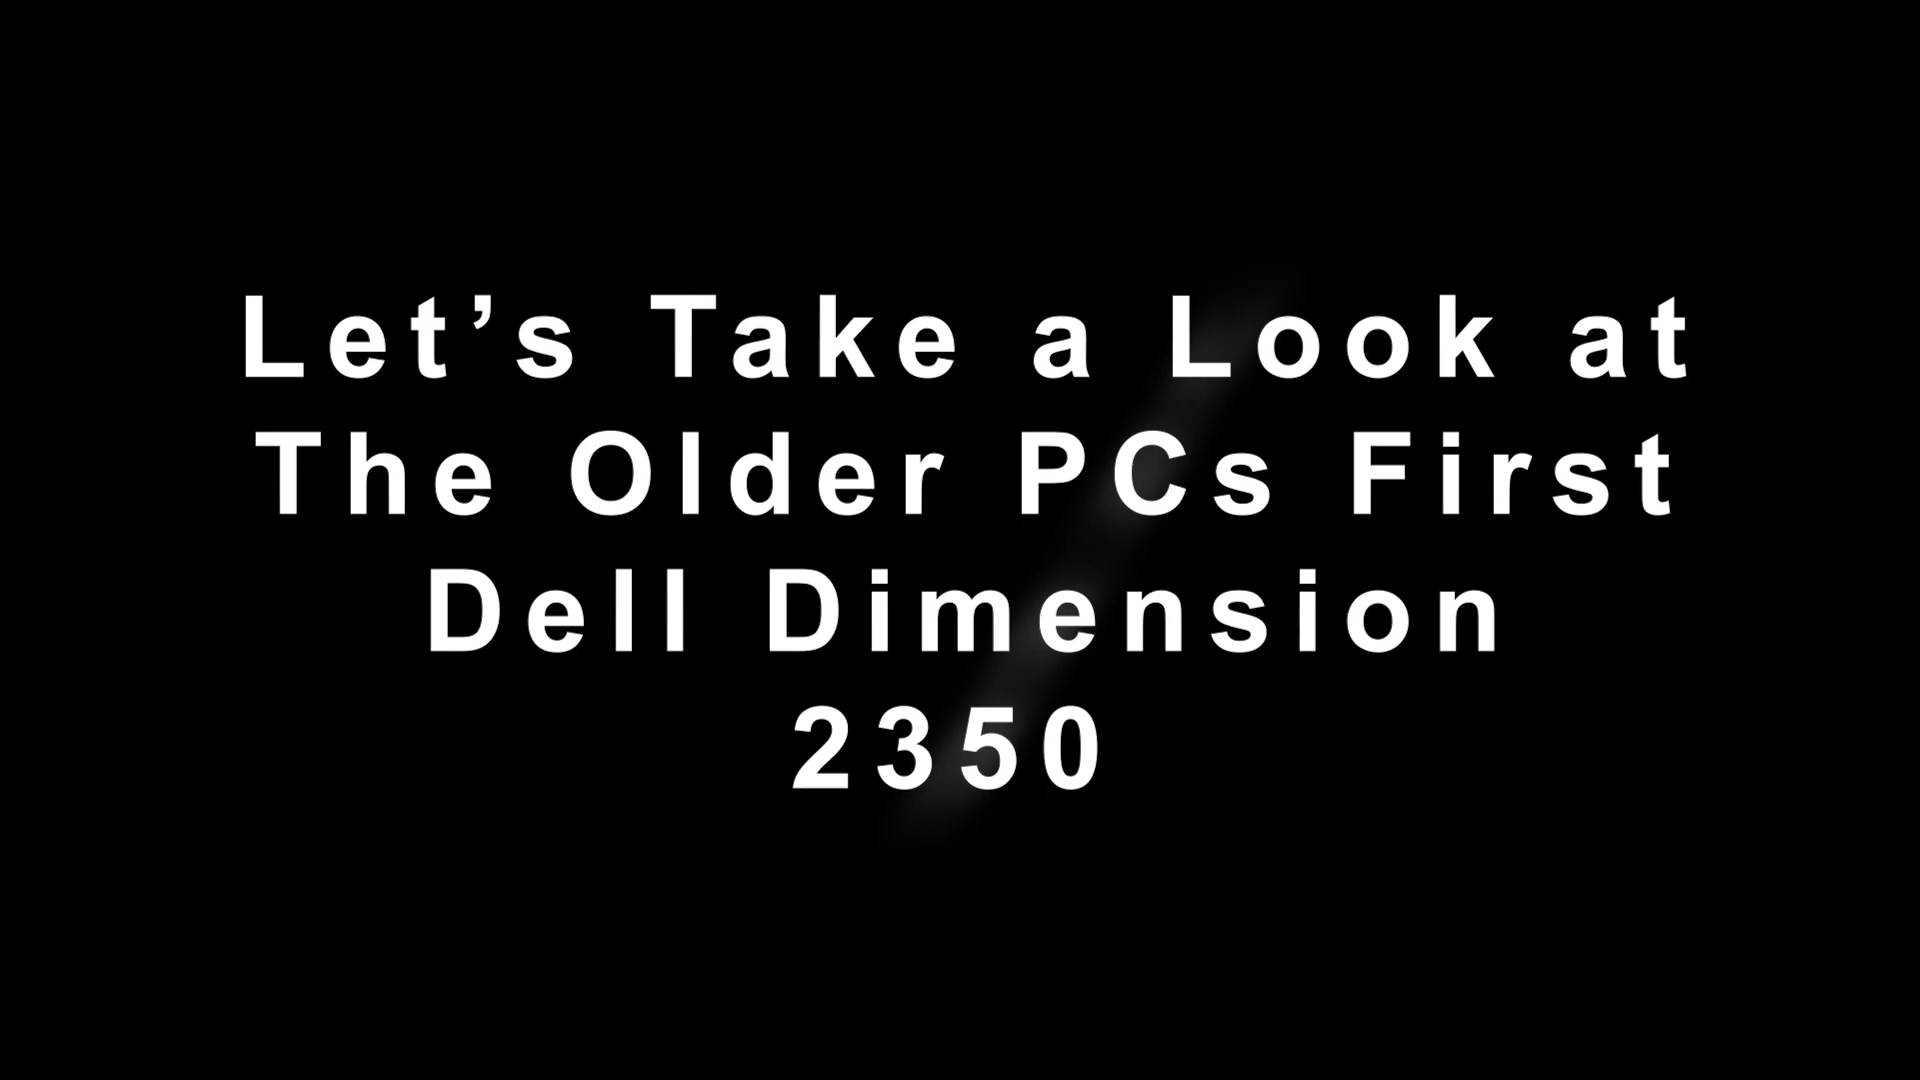 Let’s Take a Look at
The Older PCs First
Dell Dimension
2350